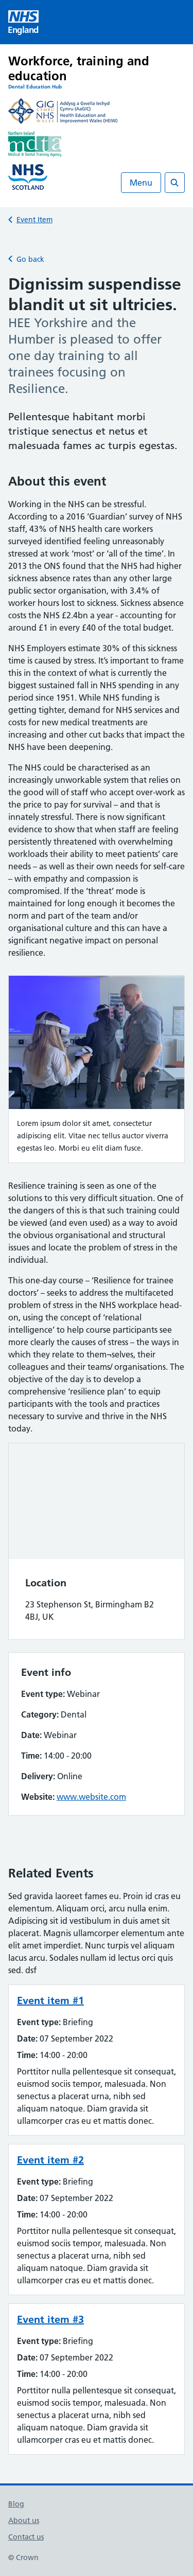 NHS
England
Workforce, training and
education
Dental Education Hub
GIG
NHS
Addysg a Gwella Iechyd
Cymru (AaGIC)
Health Education and
Improvement Wales (HEIW)
Northern Ireland
mdta
Medical & Dental Training Agency
NHS
SCOTLAND
Menu
Event Item
Go back
Dignissim suspendisse
blandit ut sit ultricies.
HEE Yorkshire and the
Humber is pleased to offer
one day training to all
trainees focusing on
Resilience.
Pellentesque habitant morbi
tristique senectus et netus et
malesuada fames ac turpis egestas.
About this event
Working in the NHS can be stressful.
According to a 2016 ‘Guardian’ survey of NHS
staff, 43% of NHS health care workers
surveyed identified feeling unreasonably
stressed at work ‘most’ or ‘all of the time’. In
2013 the ONS found that the NHS had higher
sickness absence rates than any other large
public sector organisation, with 3.4% of
worker hours lost to sickness. Sickness absence
costs the NHS £2.4bn a year - accounting for
around £1 in every £40 of the total budget.
NHS Employers estimate 30% of this sickness
absence is caused by stress. It’s important to frame
this in the context of what is currently the
biggest sustained fall in NHS spending in any
period since 1951. While NHS funding is
getting tighter, demand for NHS services and
costs of new medical treatments are
increasing and other cut backs that impact the
NHS have been deepening.
The NHS could be characterised as an
increasingly unworkable system that relies on
the good will of staff who accept over-work as
the price to pay for survival – and that is
innately stressful. There is now significant
evidence to show that when staff are feeling
persistently threatened with overwhelming
workloads their ability to meet patients’ care
needs – as well as their own needs for self-care
– with empathy and compassion is
compromised. If the ‘threat’ mode is
maintained for long enough it becomes the
norm and part of the team and/or
organisational culture and this can have a
significant negative impact on personal
resilience.
Lorem ipsum dolor sit amet, consectetur
adipiscing elit. Vitae nec tellus auctor viverra
egestas leo. Morbi eu elit diam fusce.
Resilience training is seen as one of the
solutions to this very difficult situation. One of
the dangers of this is that such training could
be viewed (and even used) as a way to avoid
the obvious organisational and structural
issues and locate the problem of stress in the
individual.
This one-day course – ‘Resilience for trainee
doctors’ – seeks to address the multifaceted
problem of stress in the NHS workplace head-
on, using the concept of ‘relational
intelligence’ to help course participants see
more clearly the causes of stress – the ways in
which they relate to them¬selves, their
colleagues and their teams/ organisations. The
objective of the day is to develop a
comprehensive ‘resilience plan’ to equip
participants with the tools and practices
necessary to survive and thrive in the NHS
today.
Location
23 Stephenson St, Birmingham B2
4BJ, UK
Event info
Event type: Webinar
Category: Dental
Date: Webinar
Time: 14:00 - 20:00
Delivery: Online
Website: www.website.com
Related Events
Sed gravida laoreet fames eu. Proin id cras eu
elementum. Aliquam orci, arcu nulla enim.
Adipiscing sit id vestibulum in duis amet sit
placerat. Magnis ullamcorper elementum ante
elit amet imperdiet. Nunc turpis vel aliquam
lacus arcu. Sodales nullam id lectus orci quis
sed. dsf
Event item #1
Event type: Briefing
Date: 07 September 2022
Time: 14:00 - 20:00
Porttitor nulla pellentesque sit consequat,
euismod sociis tempor, malesuada. Non
senectus a placerat urna, nibh sed
aliquam natoque. Diam gravida sit
ullamcorper cras eu et mattis donec.
Event item #2
Event type: Briefing
Date: 07 September 2022
Time: 14:00 - 20:00
Porttitor nulla pellentesque sit consequat,
euismod sociis tempor, malesuada. Non
senectus a placerat urna, nibh sed
aliquam natoque. Diam gravida sit
ullamcorper cras eu et mattis donec.
Event item #3
Event type: Briefing
Date: 07 September 2022
Time: 14:00 - 20:00
Porttitor nulla pellentesque sit consequat,
euismod sociis tempor, malesuada. Non
senectus a placerat urna, nibh sed
aliquam natoque. Diam gravida sit
ullamcorper cras eu et mattis donec.
Blog
About us
Contact us
© Crown